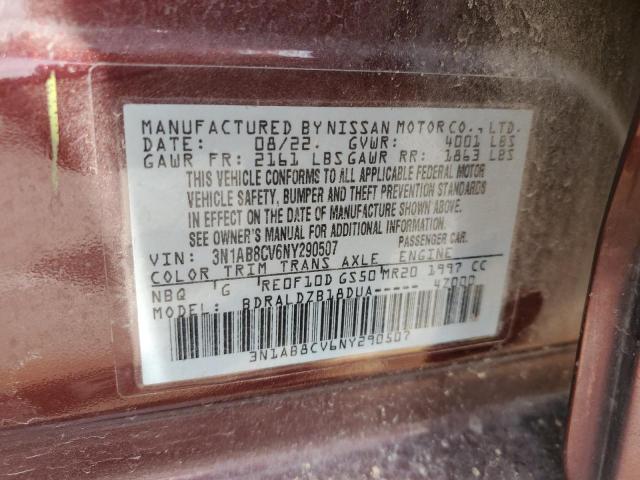 MANUFACTURED BY NISSAN MOTOR CO., LTD.
DATE: 08/22. GVWR: 4001 LBS
GAWR FR: 2161 LBS GAWR RR: 1863 LBS
THIS VEHICLE CONFORMS TO ALL APPLICABLE FEDERAL MOTOR
VEHICLE SAFETY, BUMPER AND THEFT PREVENTION STANDARDS
IN EFFECT ON THE DATE OF MANUFACTURE SHOWN ABOVE.
SEE OWNER'S MANUAL FOR ADDITIONAL INFORMATION.
VIN: 3N1AB8CV6NY290507 PASSENGER CAR.
COLOR TRIM TRANS AXLE ENGINE
NBQ 'G RE0F10D GS50 MR20 1997 CC
MODEL: BDRALDZB18DUA----- 47000
3N1AB8CV6NY290507